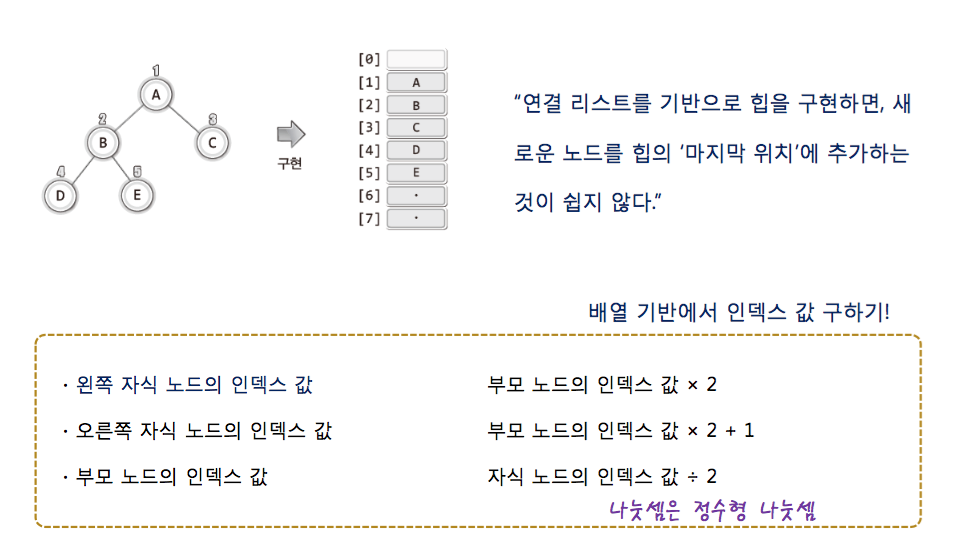 1
A
2
B
3
C
4
D
5
E
구현
[0]
[1] A
[2] B
[3] C
[4] D
[5] E
[6] ·
[7] ·
“연결 리스트를 기반으로 힙을 구현하면, 새
로운 노드를 힙의 ‘마지막 위치’에 추가하는
것이 쉽지 않다.”
배열 기반에서 인덱스 값 구하기!
· 왼쪽 자식 노드의 인덱스 값 부모 노드의 인덱스 값 × 2
· 오른쪽 자식 노드의 인덱스 값 부모 노드의 인덱스 값 × 2 + 1
· 부모 노드의 인덱스 값 자식 노드의 인덱스 값 ÷ 2
나눗셈은 정수형 나눗셈